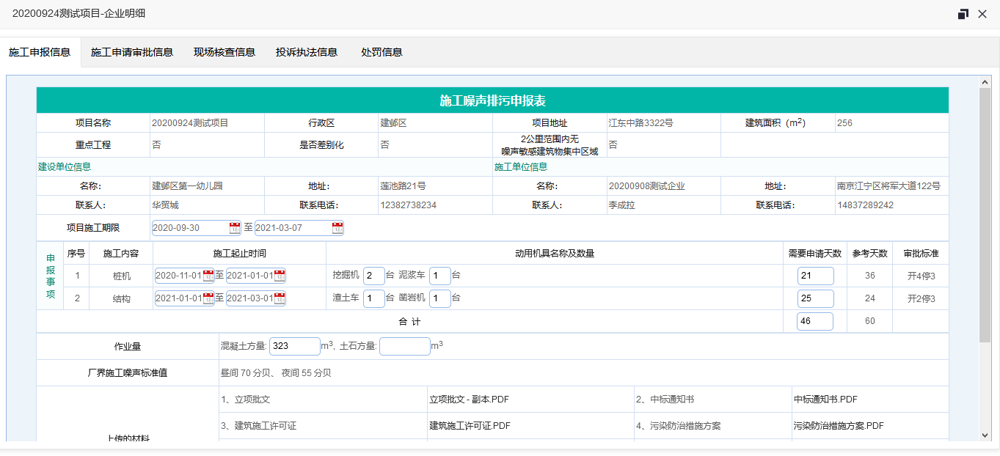 20200924测试项目-企业明细
施工申报信息 施工申请审批信息 现场核查信息 投诉执法信息 处罚信息
施工噪声排污申报表
项目名称 20200924测试项目 行政区 建邺区 项目地址 江东中路3322号 建筑面积（m²） 256
重点工程 否 是否差别化 否 2公里范围内无 否
噪声敏感建筑物集中区域
建设单位信息 施工单位信息
名称: 建邺区第一幼儿园 地址: 莲池路21号 名称: 20200908测试企业 地址: 南京江宁区将军大道122号
联系人: 华贸城 联系电话: 12382738234 联系人: 李成拉 联系电话: 14837289242
项目施工期限 2020-09-30 至 2021-03-07
申报事项 序号 施工内容 施工起止时间 动用机具名称及数量 需要申请天数 参考天数 审批标准
1 桩机 2020-11-01 至 2021-01-01 挖掘机 2 台 泥浆车 1 台 21 36 开4停3
2 结构 2021-01-01 至 2021-03-01 渣土车 1 台 凿岩机 1 台 25 24 开2停3
合 计 46 60
作业量 混凝土方量: 323 m³, 土石方量: m³
厂界施工噪声标准值 昼间 70 分贝、 夜间 55 分贝
1、立项批文 立项批文 - 副本.PDF 2、中标通知书 中标通知书.PDF
3、建筑施工许可证 建筑施工许可证.PDF 4、污染防治措施方案 污染防治措施方案.PDF
上传的材料